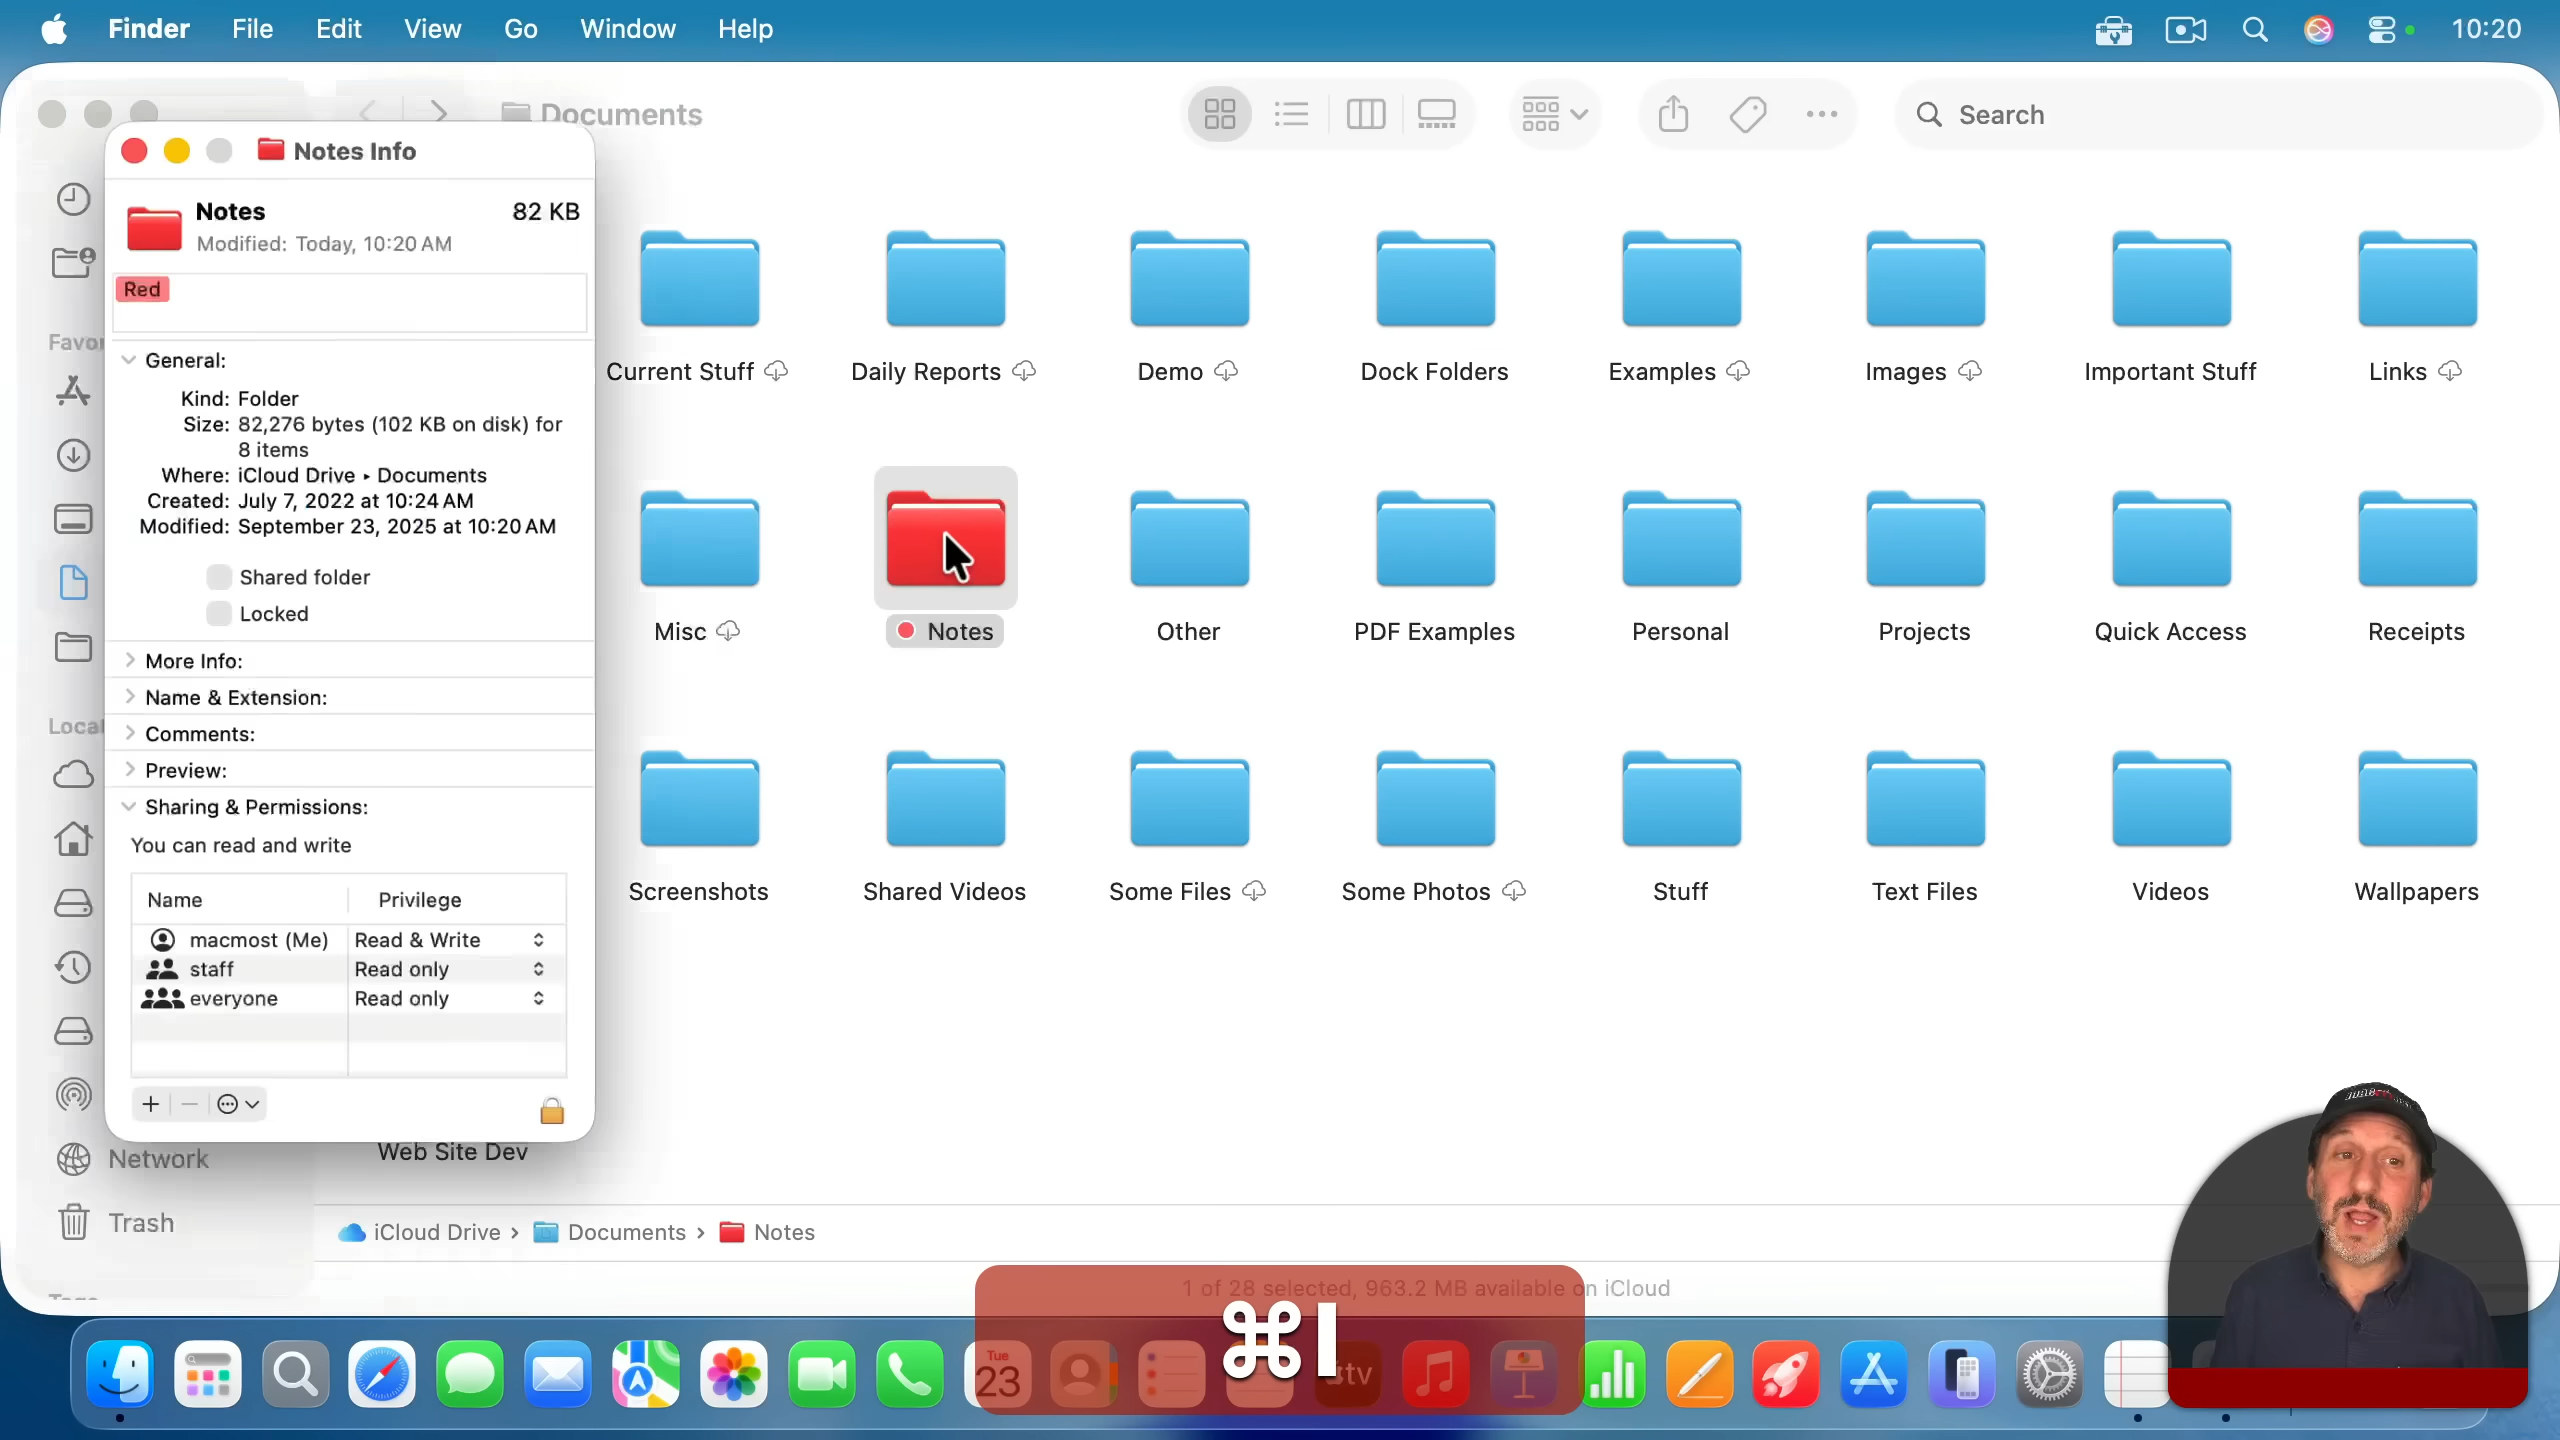 Finder File Edit View Go Window Help 10:20
Documents
Search
Notes Info
Notes 82 KB
Modified: Today, 10:20 AM
Red
General:
Kind: Folder
Size: 82,276 bytes (102 KB on disk) for
8 items
Where: iCloud Drive ▸ Documents
Created: July 7, 2022 at 10:24 AM
Modified: September 23, 2025 at 10:20 AM
Shared folder
Locked
More Info:
Name & Extension:
Comments:
Preview:
Sharing & Permissions:
You can read and write
Name Privilege
macmost (Me) Read & Write
staff Read only
everyone Read only
Network
Trash
Current Stuff Daily Reports Demo Dock Folders Examples Images Important Stuff Links
Misc Notes Other PDF Examples Personal Projects Quick Access Receipts
Screenshots Shared Videos Some Files Some Photos Stuff Text Files Videos Wallpapers
Web Site Dev
iCloud Drive › Documents › Notes
1 of 28 selected, 963.2 MB available on iCloud
⌘I
Tue
23
tv